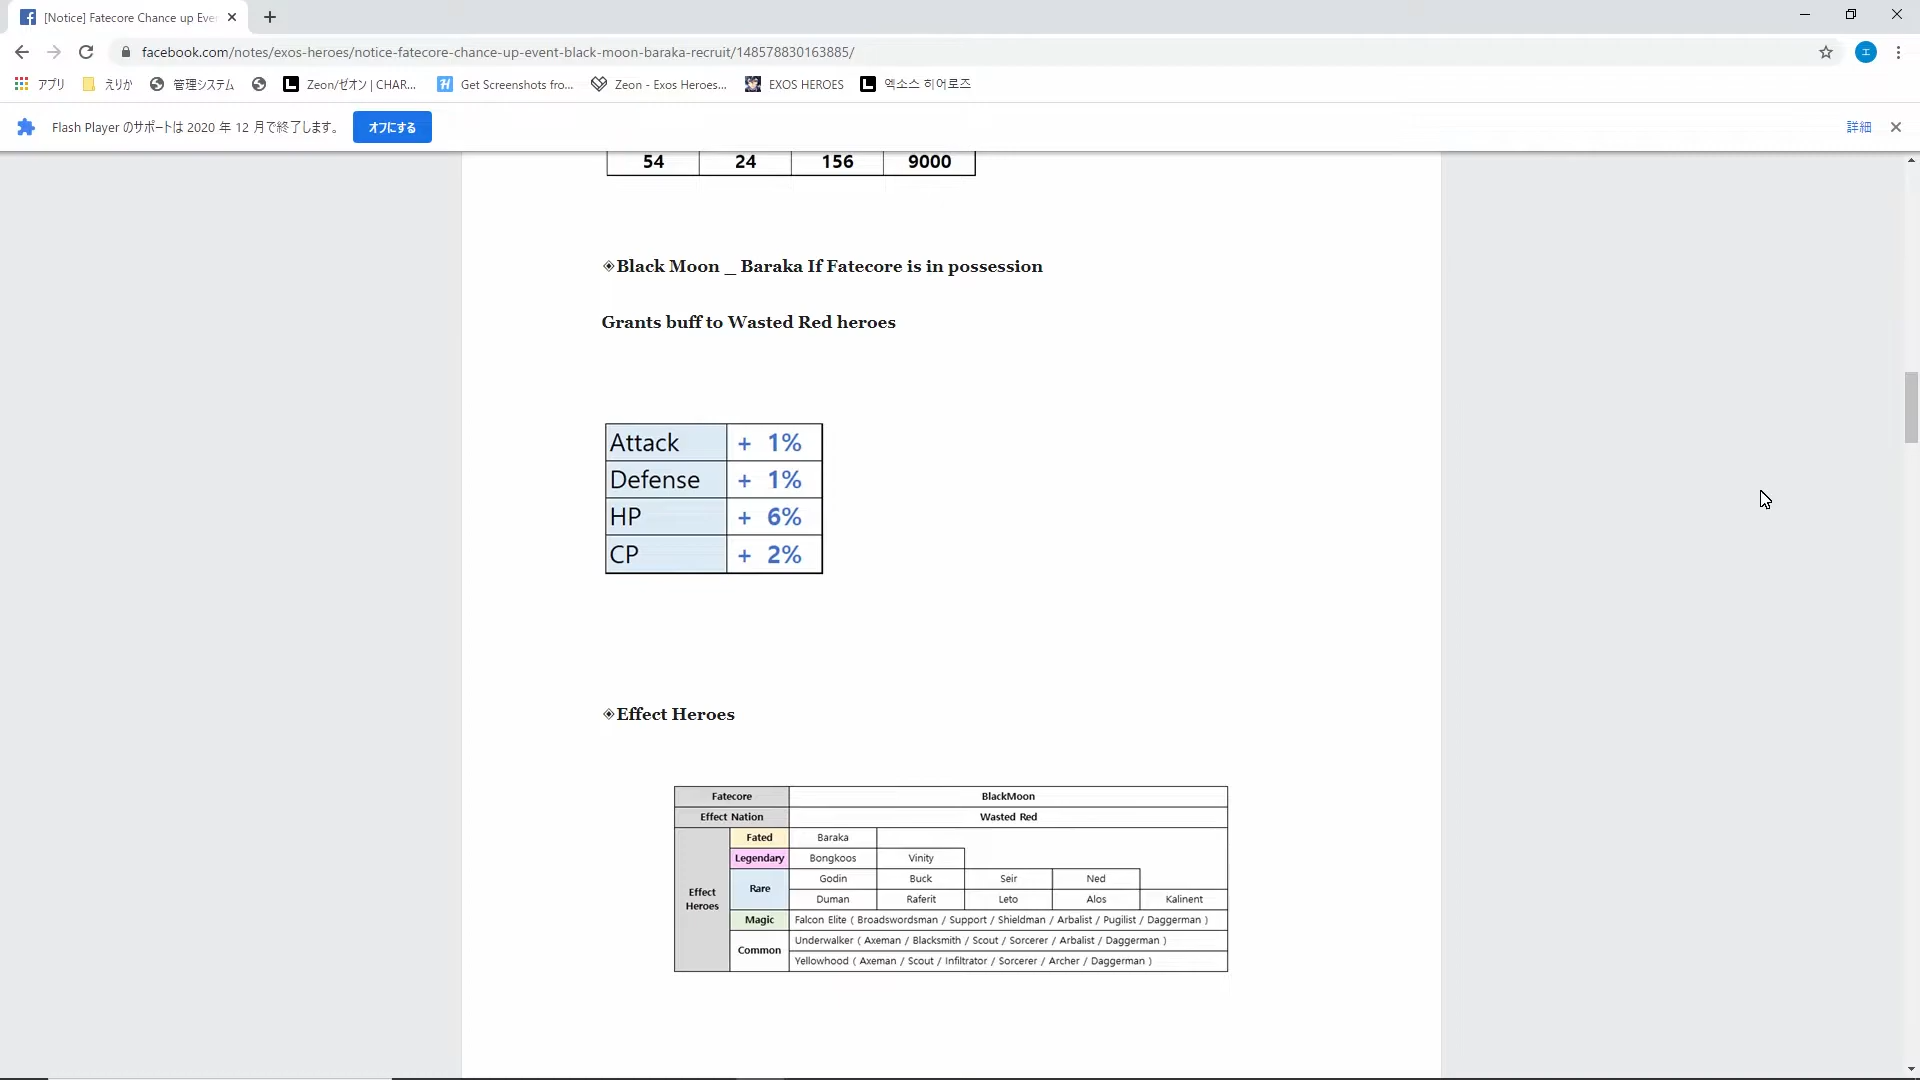 [Notice] Fatecore Chance up Eve
facebook.com/notes/exos-heroes/notice-fatecore-chance-up-event-black-moon-baraka-recruit/148578830163885/
エ
アプリ えりか 管理システム Zeon/ゼオン | CHAR... Get Screenshots fro... Zeon - Exos Heroes... EXOS HEROES 엑소스 히어로즈
Flash Player のサポートは 2020 年 12 月で終了します。 オフにする 詳細
54 24 156 9000
◈Black Moon _ Baraka If Fatecore is in possession
Grants buff to Wasted Red heroes
Attack + 1%
Defense + 1%
HP + 6%
CP + 2%
◈Effect Heroes
Fatecore BlackMoon
Effect Nation Wasted Red
Effect Heroes
Fated Baraka
Legendary Bongkoos Vinity
Rare
Godin Buck Seir Ned
Duman Raferit Leto Alos Kalinent
Magic Falcon Elite ( Broadswordsman / Support / Shieldman / Arbalist / Pugilist / Daggerman )
Common
Underwalker ( Axeman / Blacksmith / Scout / Sorcerer / Arbalist / Daggerman )
Yellowhood ( Axeman / Scout / Infiltrator / Sorcerer / Archer / Daggerman )